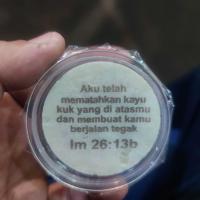 Aku telah
mematahkan kayu
kuk yang di atasmu
dan membuat kamu
berjalan tegak
Im 26:13b